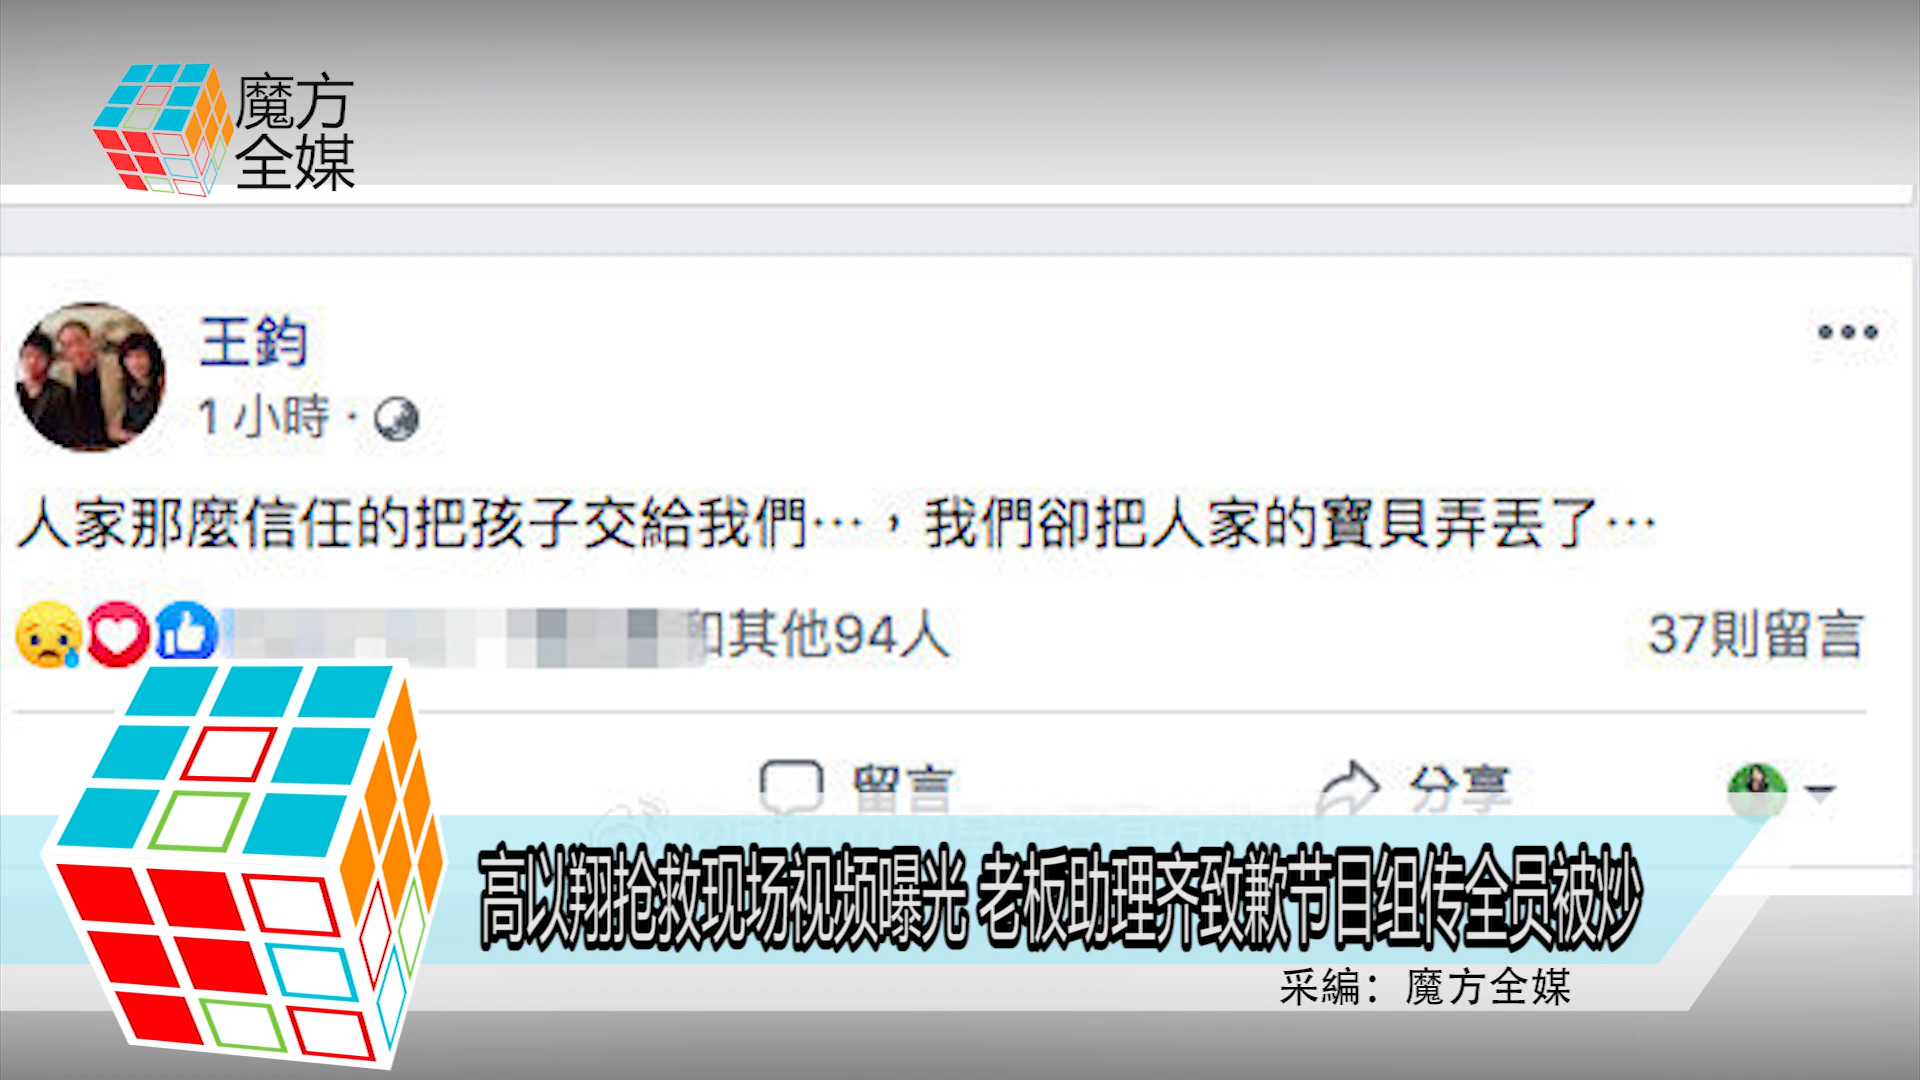 魔方
全媒
王鈞
1小時·
人家那麼信任的把孩子交給我們…，我們卻把人家的寶貝弄丟了…
和其他94人
37則留言
留言
分享
高以翔抢救现场视频曝光 老板助理齐致歉节目组传全员被炒
采编：魔方全媒